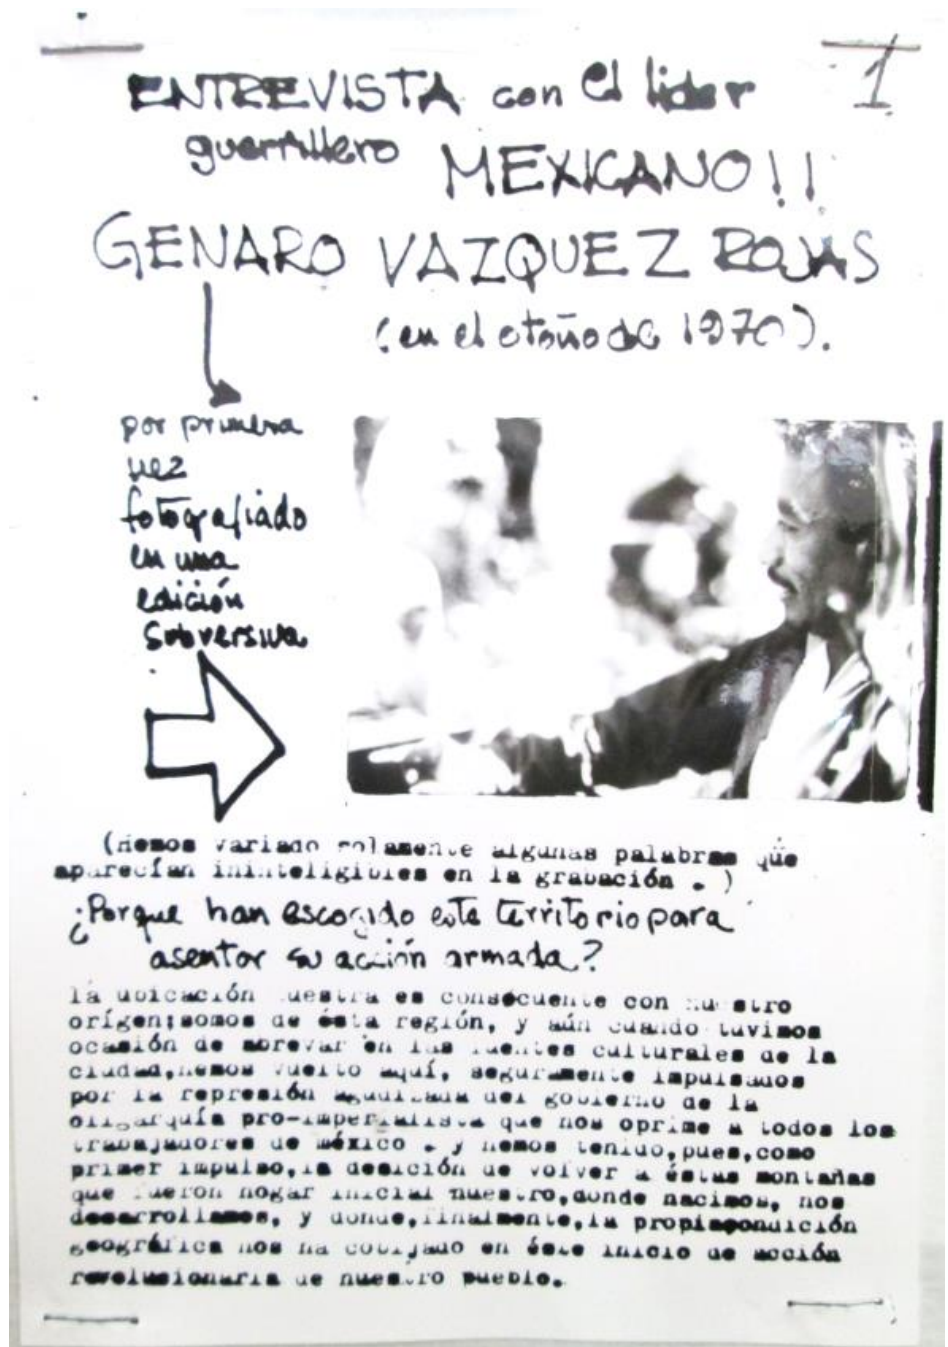 1
ENTREVISTA con el lider
guerrillero MEXICANO!!
GENARO VAZQUEZ ROJAS
(en el otoño de 1970).
por primera
vez
fotografiado
en una
edición
subversiva
(Hemos variado solamente algunas palabras que
aparecían ininteligibles en la grabación . )
¿Porque han escogido este territorio para
asentar su acción armada?
la ubicación nuestra es consecuente con nuestro
orígen;somos de ésta región, y aún cuando tuvimos
ocasión de abrevar en las fuentes culturales de la
ciudad,hemos vuelto aquí, seguramente impulsados
por la represión agudizada del gobierno de la
oligarquía pro-imperialista que nos oprime a todos los
trabajadores de méxico . y hemos tenido,pues,como
primer impulso,la desición de volver a éstas montañas
que fueron hogar inicial nuestro,donde nacimos, nos
desarrollamos, y donde,finalmente,la propiacondición
geográfica nos ha cobijado en éste inicio de acción
revolusionaria de nuestro pueblo.